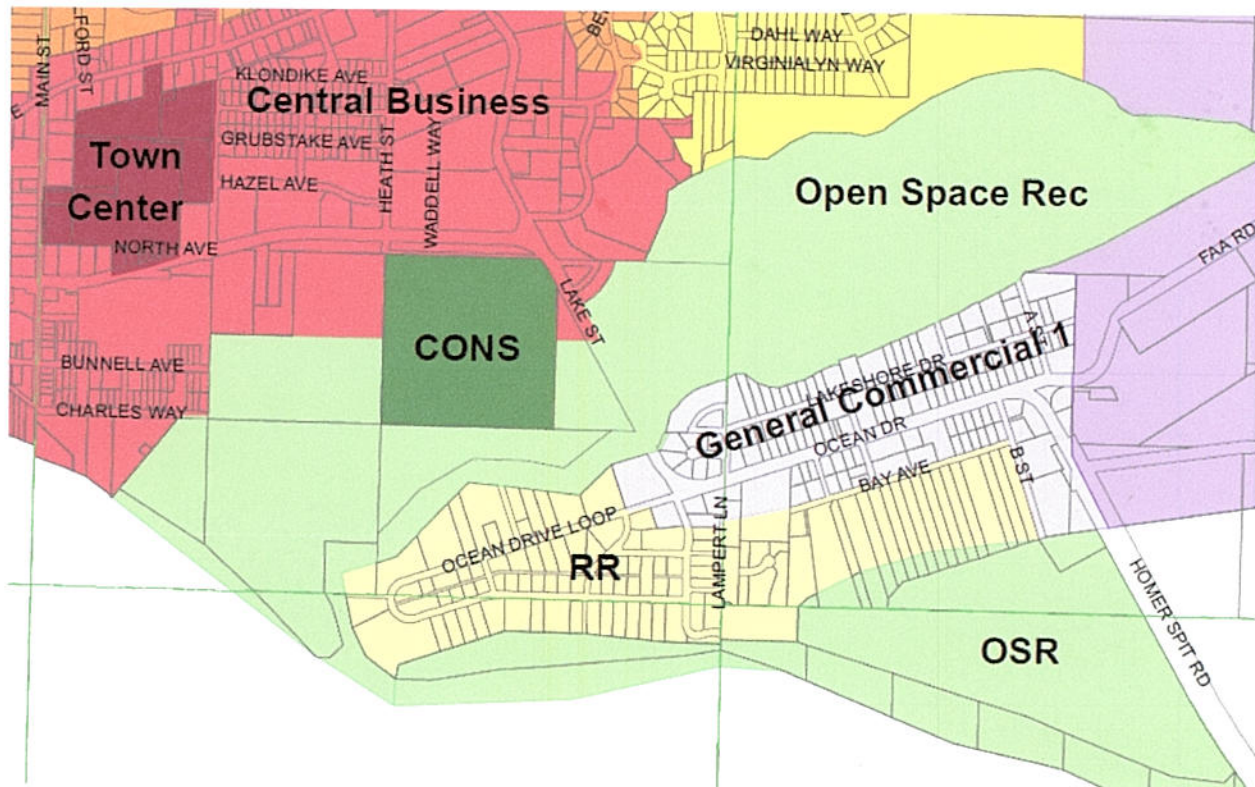 MAIN ST
FORD ST
BE
DAHL WAY
VIRGINIALYN WAY
KLONDIKE AVE
Central Business
GRUBSTAKE AVE
HEATH ST
WADDELL WAY
Town
Center
HAZEL AVE
NORTH AVE
Open Space Rec
FAA RD
LAKE ST
CONS
BUNNELL AVE
CHARLES WAY
LAKESHORE DR
General Commercial 1
OCEAN DR
BAY AVE
B ST
OCEAN DRIVE LOOP
RR
LAMPERT LN
HOMER SPIT RD
OSR